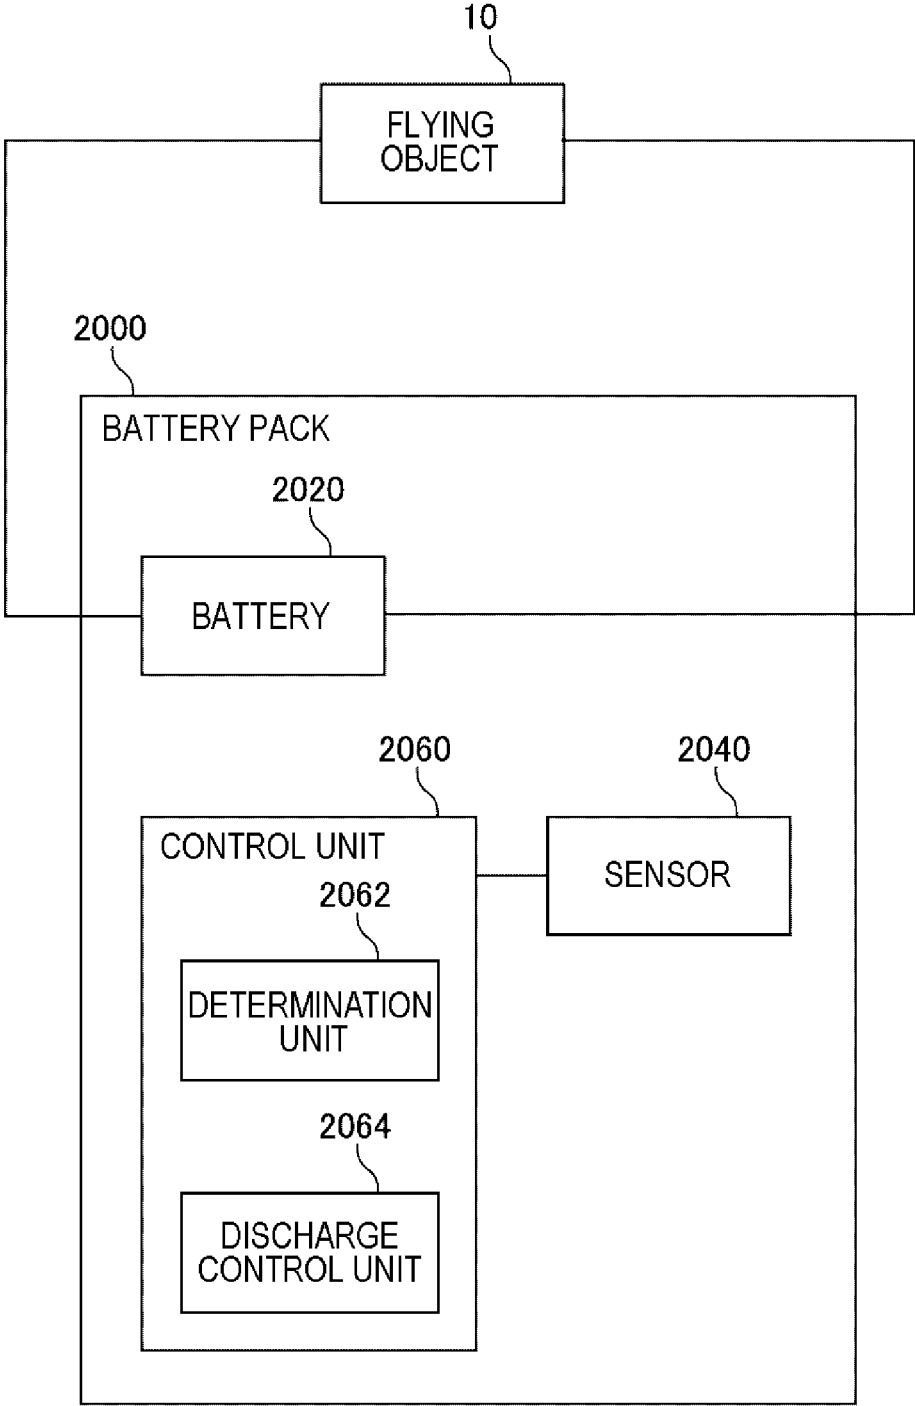 10
FLYING
OBJECT
2000
BATTERY PACK
2020
BATTERY
2060
2040
CONTROL UNIT
SENSOR
2062
DETERMINATION
UNIT
2064
DISCHARGE
CONTROL UNIT